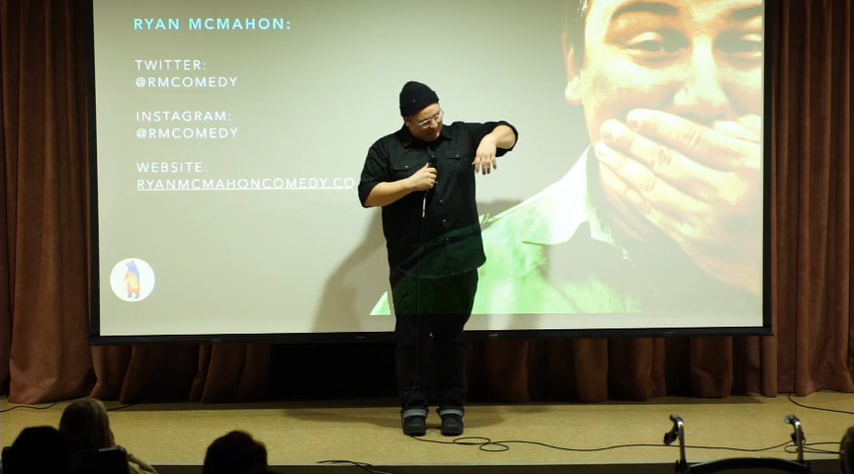 RYAN MCMAHON:
TWITTER:
@RMCOMEDY
INSTAGRAM:
@RMCOMEDY
WEBSITE:
RYANMCMAHONCOMEDY.CO